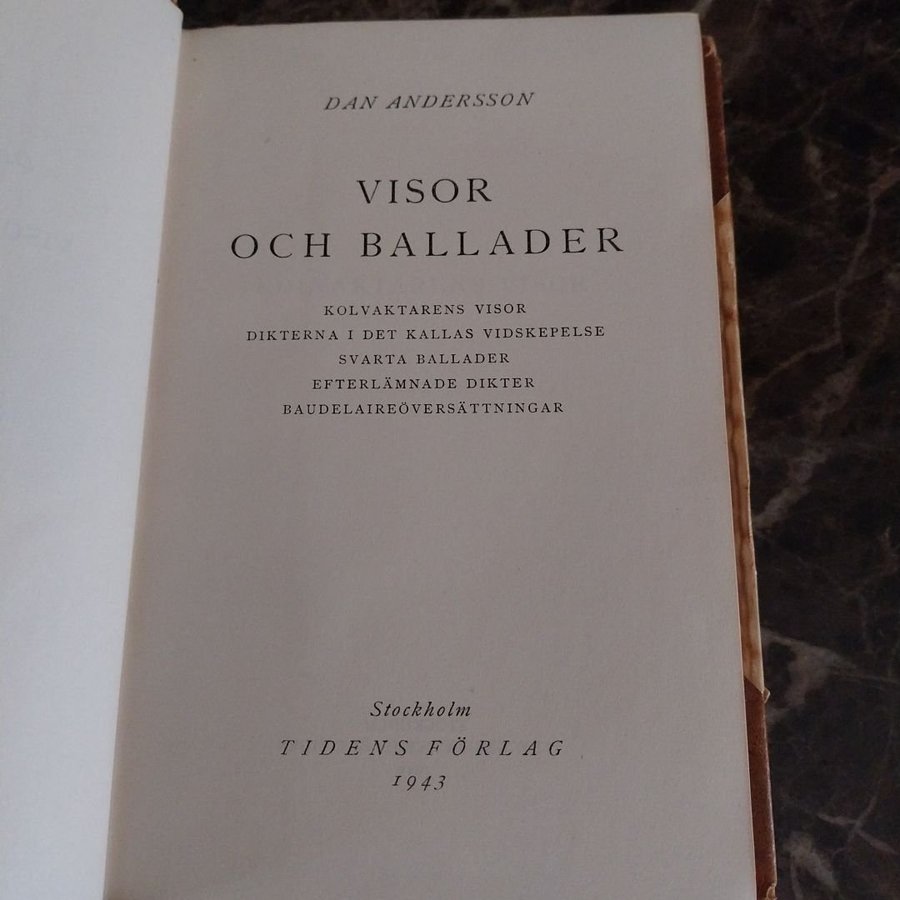 DAN ANDERSSON
VISOR
OCH BALLADER
KOLVAKTARENS VISOR
DIKTERNA I DET KALLAS VIDSKEPELSE
SVARTA BALLADER
EFTERLÄMNADE DIKTER
BAUDELAIREÖVERSÄTTNINGAR
Stockholm
TIDENS FÖRLAG
1943